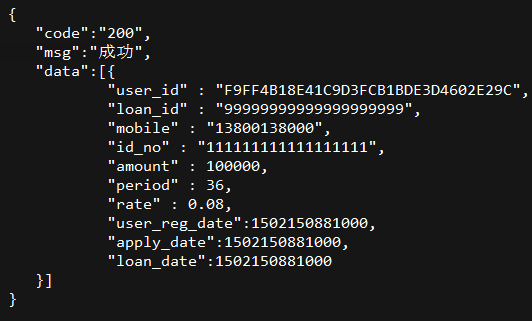 {
"code":"200",
"msg":"成功",
"data":[{
"user_id" : "F9FF4B18E41C9D3FCB1BDE3D4602E29C",
"loan_id" : "99999999999999999999",
"mobile" : "13800138000",
"id_no" : "111111111111111111",
"amount" : 100000,
"period" : 36,
"rate" : 0.08,
"user_reg_date":1502150881000,
"apply_date":1502150881000,
"loan_date":1502150881000
}]
}